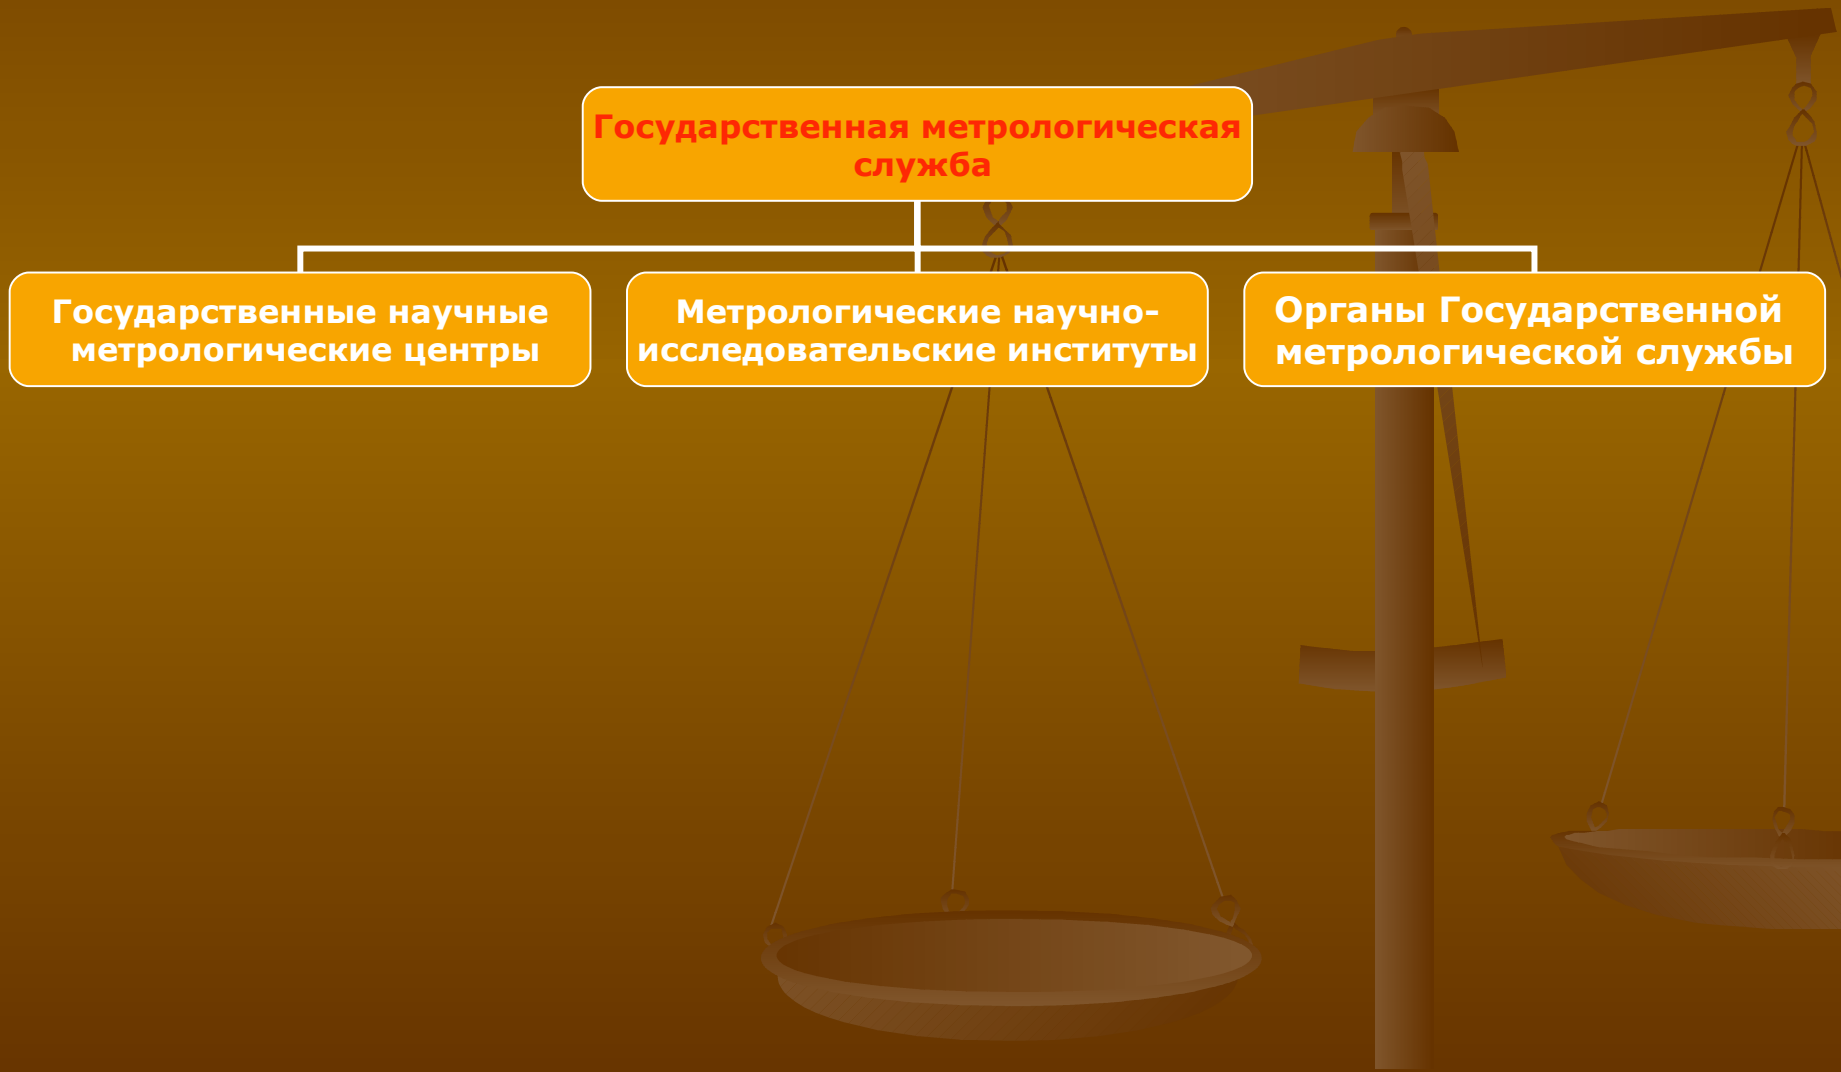 Государственная метрологическая
служба
Государственные научные
метрологические центры
Метрологические научно-
исследовательские институты
Органы Государственной
метрологической службы